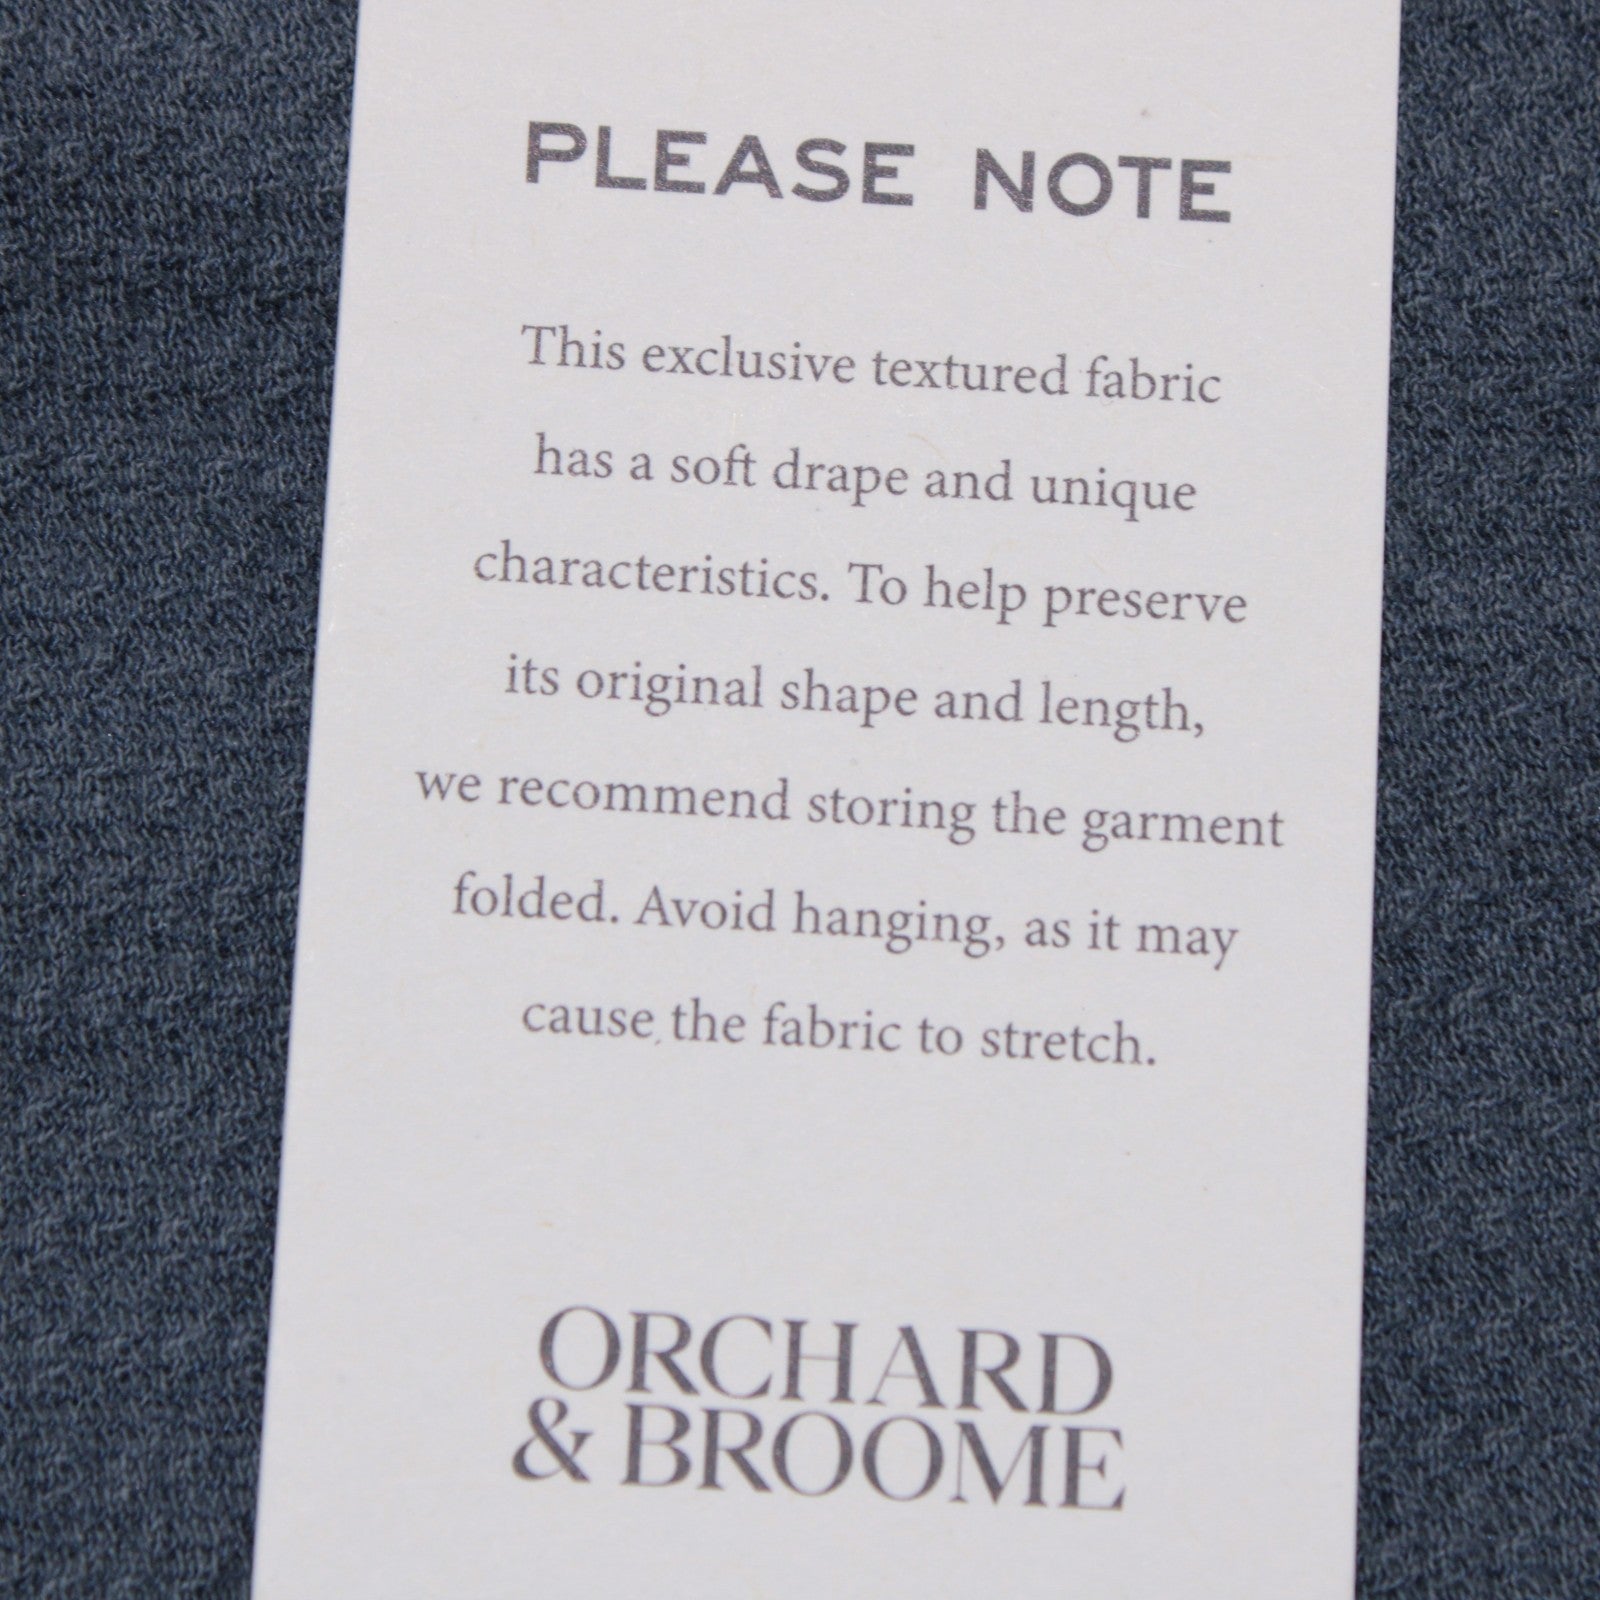 PLEASE NOTE
This exclusive textured fabric
has a soft drape and unique
characteristics. To help preserve
its original shape and length,
we recommend storing the garment
folded. Avoid hanging, as it may
cause the fabric to stretch.
ORCHARD
& BROOME